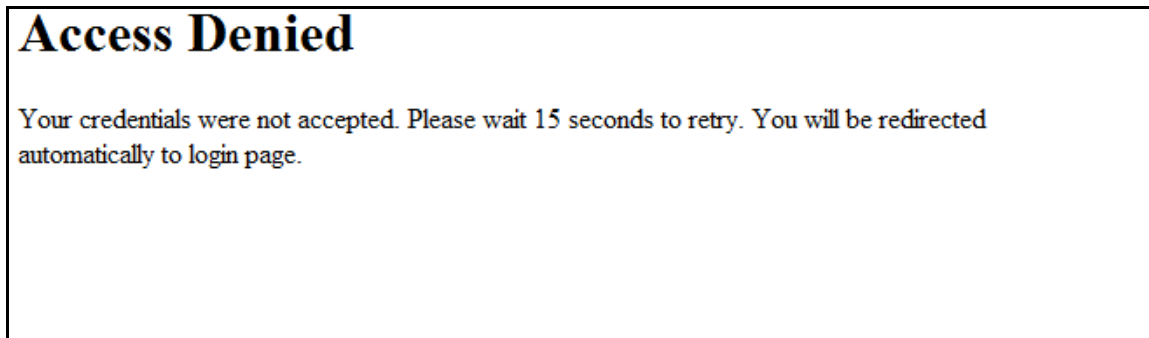 Access Denied
Your credentials were not accepted. Please wait 15 seconds to retry. You will be redirected
automatically to login page.